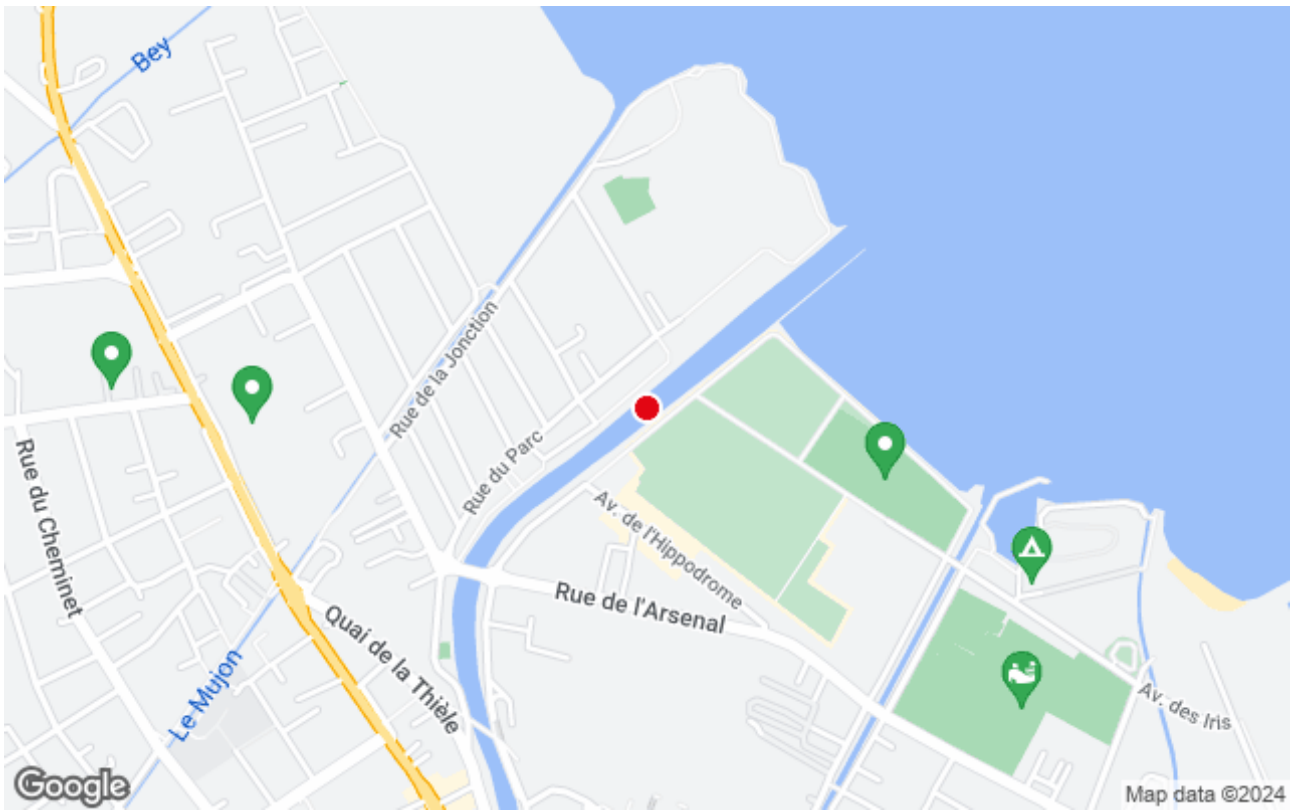 Bey
Rue de la Jonction
Rue du Parc
Rue du Cheminet
Av. de l'Hippodrome
Rue de l'Arsenal
Quai de la Thièle
Le Mujon
Av. des Iris
Google
Map data ©2024